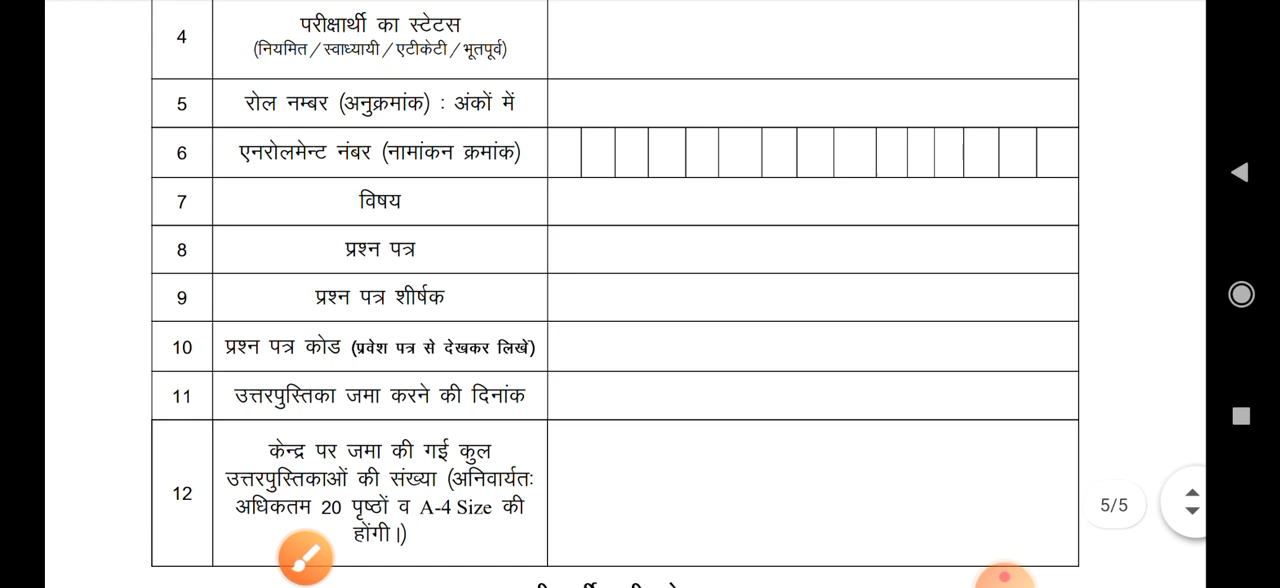 4
परीक्षार्थी का स्टेटस
(नियमित/स्वाध्यायी/एटीकेटी/भूतपूर्व)
5
रोल नम्बर (अनुक्रमांक) : अंकों में
6
एनरोलमेन्ट नंबर (नामांकन क्रमांक)
7
विषय
8
प्रश्न पत्र
9
प्रश्न पत्र शीर्षक
10
प्रश्न पत्र कोड (प्रवेश पत्र से देखकर लिखें)
11
उत्तरपुस्तिका जमा करने की दिनांक
12
केन्द्र पर जमा की गई कुल
उत्तरपुस्तिकाओं की संख्या (अनिवार्यतः
अधिकतम 20 पृष्ठों व A-4 Size की
होंगी।)
5/5